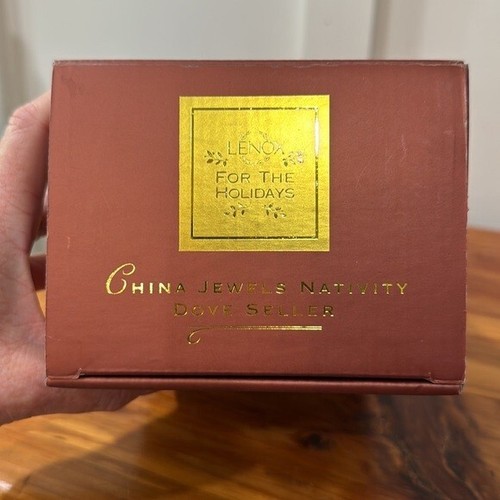 LENOX
FOR THE
HOLIDAYS
CHINA JEWELS NATIVITY
DOVE SELLER